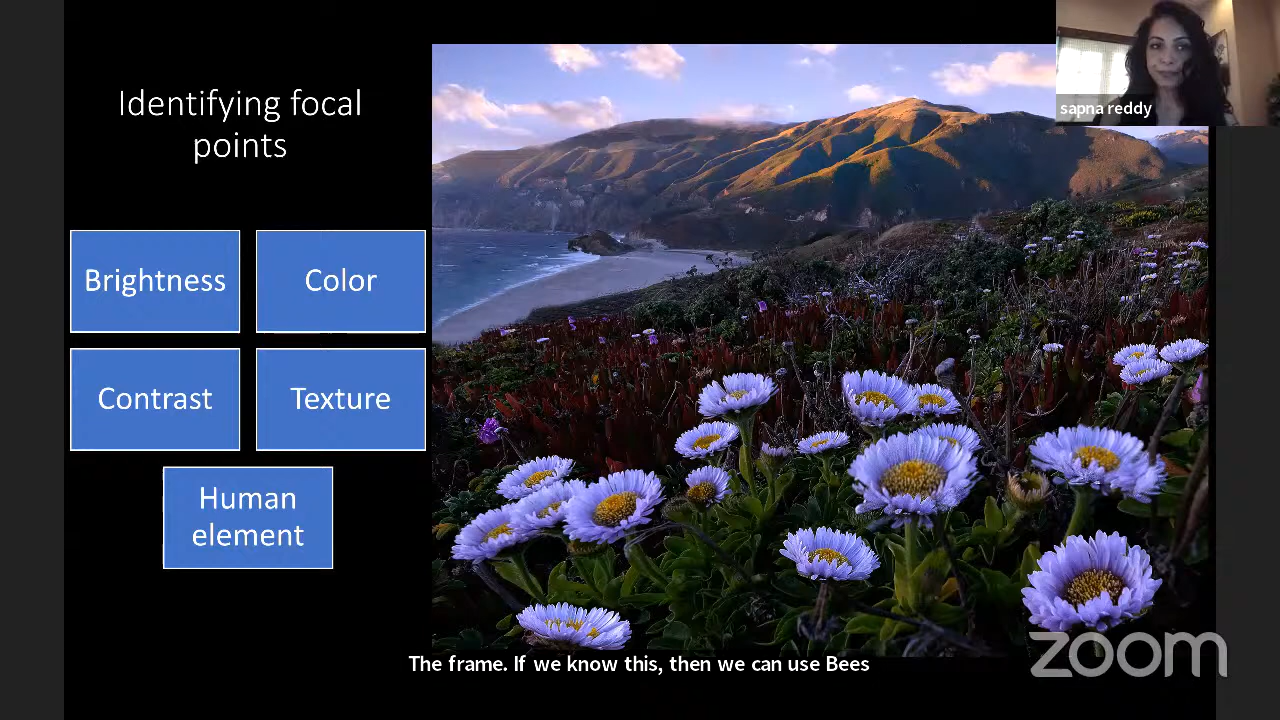 Identifying focal
points
sapna reddy
Brightness
Color
Contrast
Texture
Human
element
The frame. If we know this, then we can use Bees
zoom